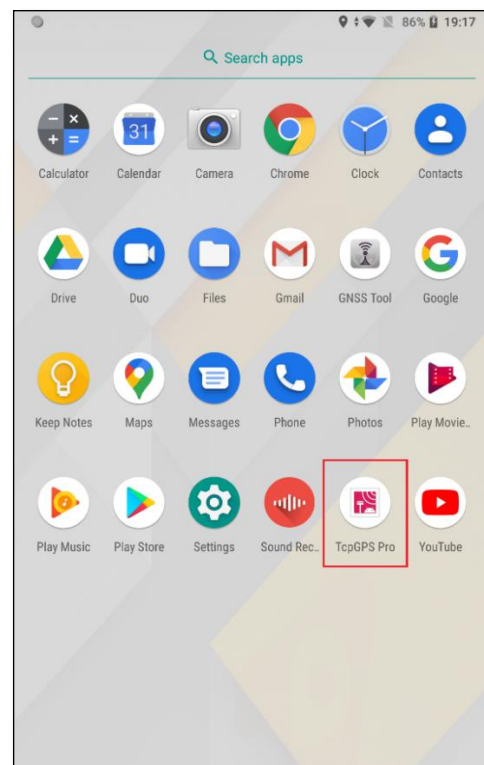 86% 19:17
Search apps
Calculator Calendar Camera Chrome Clock Contacts
31
Drive Duo Files Gmail GNSS Tool Google
Keep Notes Maps Messages Phone Photos Play Movie..
Play Music Play Store Settings Sound Rec.. TcpGPS Pro YouTube